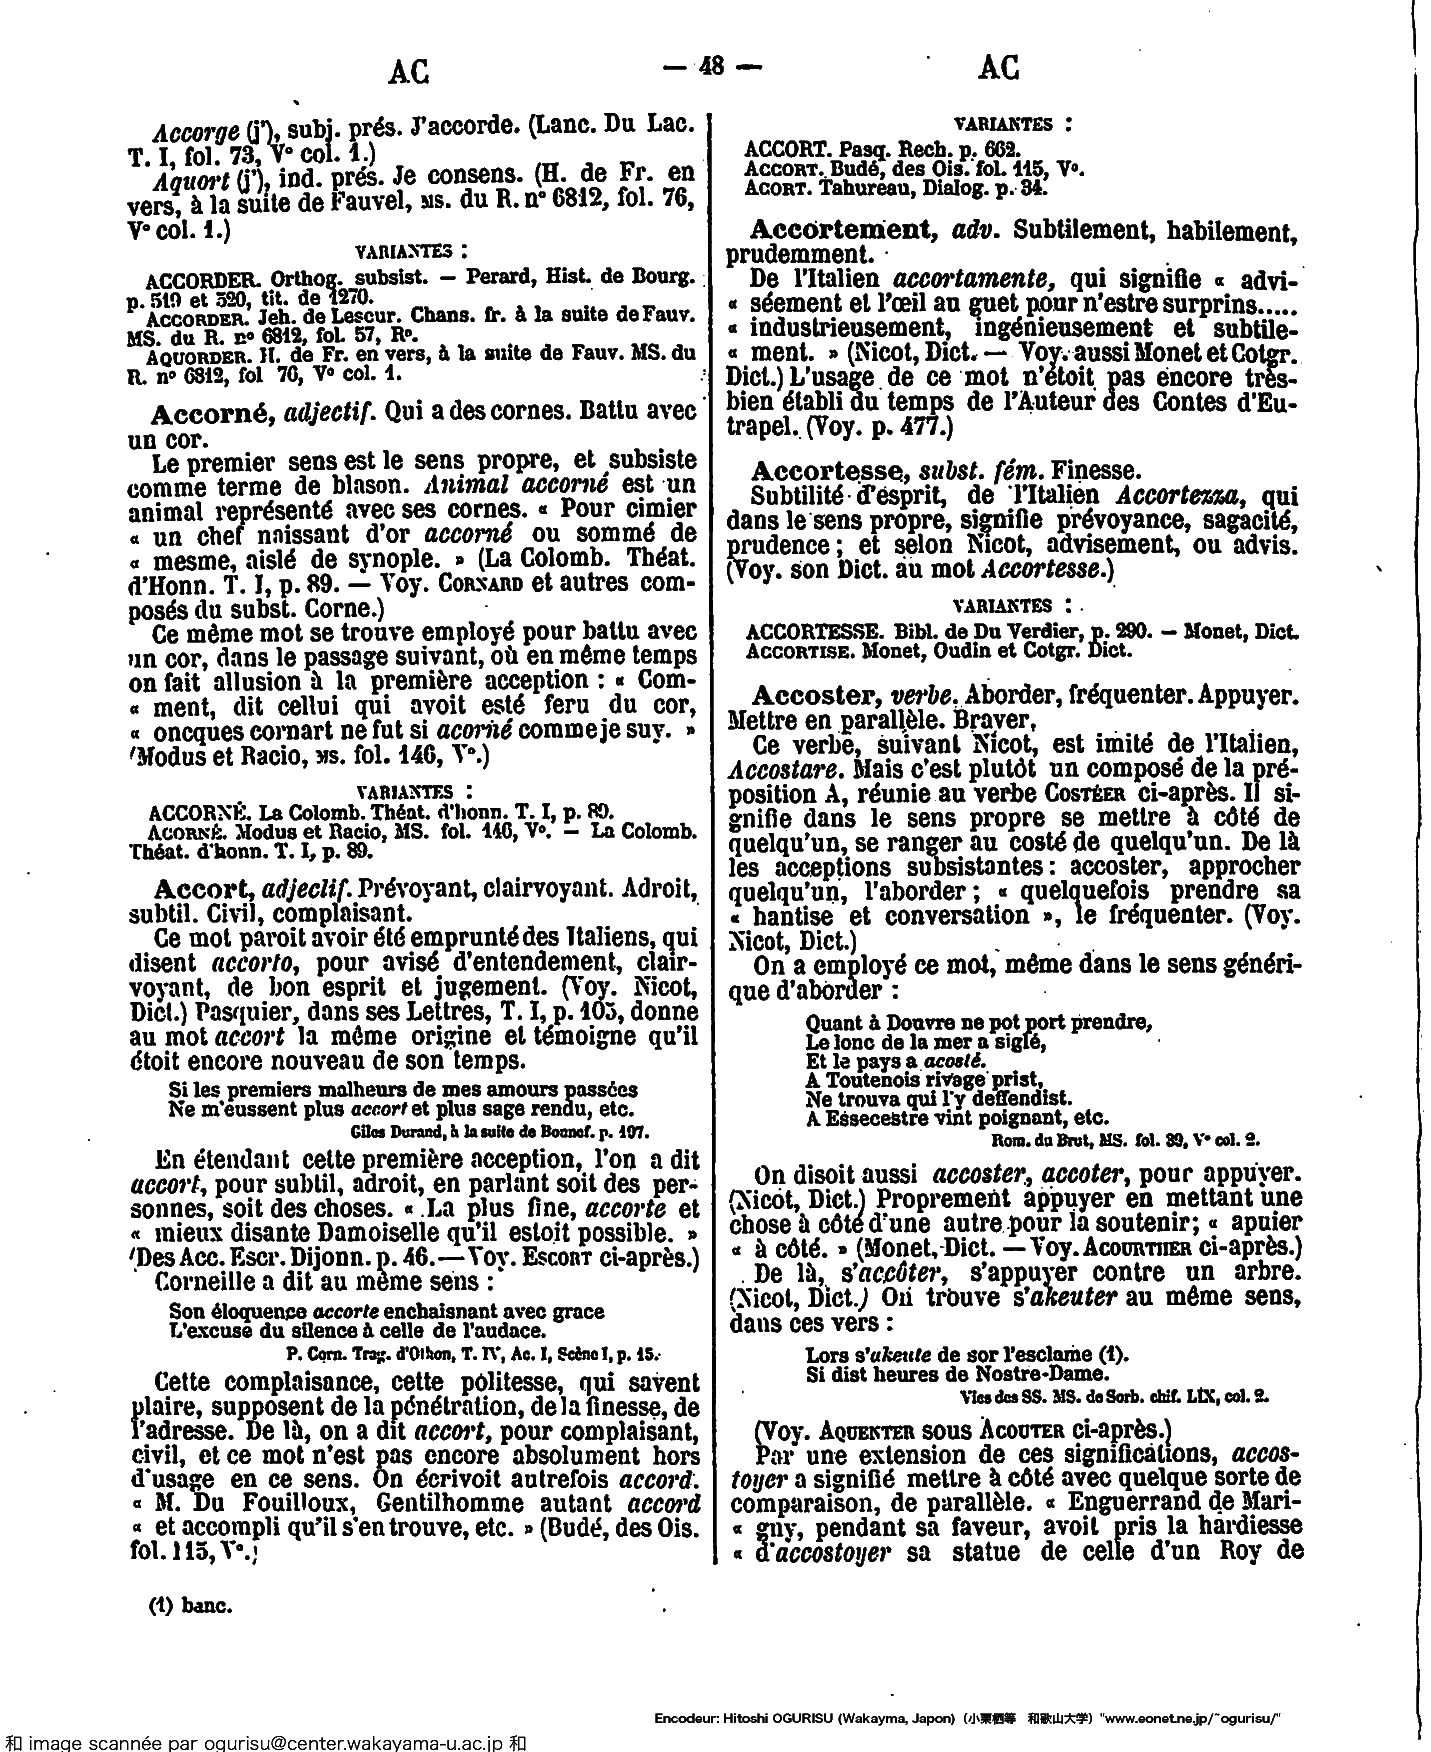 AC — 48 — AC
Accorge (j'), subj. prés. J'accorde. (Lanc. Du Lac.
T. I, fol. 73, V° col. 1.)
Aquort (j'), ind. prés. Je consens. (H. de Fr. en
vers, à la suite de Fauvel, MS. du R. n° 6812, fol. 76,
V° col. 1.)
VARIANTES :
ACCORDER. Orthog. subsist. — Perard, Hist. de Bourg.
p. 519 et 520, tit. de 1270.
ACCORDER. Jeh. de Lescur. Chans. fr. à la suite de Fauv.
MS. du R. n° 6812, fol. 57, R°.
AQUORDER. H. de Fr. en vers, à la suite de Fauv. MS. du
R. n° 6812, fol 76, V° col. 1.
Accorné, adjectif. Qui a des cornes. Battu avec
un cor.
Le premier sens est le sens propre, et subsiste
comme terme de blason. Animal accorné est un
animal représenté avec ses cornes. « Pour cimier
« un chef naissant d'or accorné ou sommé de
« mesme, aislé de synople. » (La Colomb. Théat.
d'Honn. T. I, p. 89. — Voy. CORNARD et autres com-
posés du subst. Corne.)
Ce même mot se trouve employé pour battu avec
un cor, dans le passage suivant, où en même temps
on fait allusion à la première acception : « Com-
« ment, dit cellui qui avoit esté feru du cor,
« oncques cornart ne fut si acorné comme je suy. »
(Modus et Racio, MS. fol. 146, V°.)
VARIANTES :
ACCORNÉ. La Colomb. Théat. d'honn. T. I, p. 89.
ACORNÉ. Modus et Racio, MS. fol. 146, V°. — La Colomb.
Théat. d'honn. T. I, p. 89.
Accort, adjectif. Prévoyant, clairvoyant. Adroit,
subtil. Civil, complaisant.
Ce mot paroit avoir été emprunté des Italiens, qui
disent accorto, pour avisé d'entendement, clair-
voyant, de bon esprit et jugement. (Voy. Nicot,
Dict.) Pasquier, dans ses Lettres, T. I, p. 105, donne
au mot accort la même origine et témoigne qu'il
étoit encore nouveau de son temps.
Si les premiers malheurs de mes amours passées
Ne m'eussent plus accort et plus sage rendu, etc.
Giles Durand, à la suite de Bonnef. p. 197.
En étendant cette première acception, l'on a dit
accort, pour subtil, adroit, en parlant soit des per-
sonnes, soit des choses. « La plus fine, accorte et
« mieux disante Damoiselle qu'il estoit possible. »
(Des Acc. Escr. Dijonn. p. 46. — Voy. ESCORT ci-après.)
Corneille a dit au même sens :
Son éloquence accorte enchaisnant avec grace
L'excuse du silence à celle de l'audace.
P. Corn. Trag. d'Othon, T. IV, Ac. I, Scène I, p. 15.
Cette complaisance, cette politesse, qui savent
plaire, supposent de la pénétration, de la finesse, de
l'adresse. De là, on a dit accort, pour complaisant,
civil, et ce mot n'est pas encore absolument hors
d'usage en ce sens. On écrivoit autrefois accord.
« M. Du Fouilloux, Gentilhomme autant accord
« et accompli qu'il s'en trouve, etc. » (Budé, des Ois.
fol. 115, V°.)
(1) banc.
VARIANTES :
ACCORT. Pasq. Rech. p. 662.
ACCORT. Budé, des Ois. fol. 115, V°.
ACORT. Tahureau, Dialog. p. 34.
Accortement, adv. Subtilement, habilement,
prudemment.
De l'Italien accortamente, qui signifie « advi-
« séement et l'œil au guet pour n'estre surprins.....
« industrieusement, ingénieusement et subtile-
« ment. » (Nicot, Dict. — Voy. aussi Monet et Cotgr.
Dict.) L'usage de ce mot n'étoit pas encore très-
bien établi du temps de l'Auteur des Contes d'Eu-
trapel. (Voy. p. 477.)
Accortesse, subst. fém. Finesse.
Subtilité d'esprit, de l'Italien Accortezza, qui
dans le sens propre, signifie prévoyance, sagacité,
prudence ; et selon Nicot, advisement, ou advis.
(Voy. son Dict. au mot Accortesse.)
VARIANTES :
ACCORTESSE. Bibl. de Du Verdier, p. 290. — Monet, Dict.
ACCORTISE. Monet, Oudin et Cotgr. Dict.
Accoster, verbe. Aborder, fréquenter. Appuyer.
Mettre en parallèle. Braver.
Ce verbe, suivant Nicot, est imité de l'Italien,
Accostare. Mais c'est plutôt un composé de la pré-
position A, réunie au verbe COSTÉER ci-après. Il si-
gnifie dans le sens propre se mettre à côté de
quelqu'un, se ranger au costé de quelqu'un. De là
les acceptions subsistantes : accoster, approcher
quelqu'un, l'aborder ; « quelquefois prendre sa
« hantise et conversation », le fréquenter. (Voy.
Nicot, Dict.)
On a employé ce mot, même dans le sens généri-
que d'aborder :
Quant à Douvre ne pot port prendre,
Le lonc de la mer a siglé,
Et le pays a acosté.
A Toutenois rivage prist,
Ne trouva qui l'y deffendist.
A Essecestre vint poignant, etc.
Rom. du Brut, MS. fol. 89, V° col. 2.
On disoit aussi accoster, accoter, pour appuyer.
(Nicot, Dict.) Proprement appuyer en mettant une
chose à côté d'une autre pour la soutenir ; « apuier
« à côté. » (Monet, Dict. — Voy. ACOURTIIER ci-après.)
De là, s'accôter, s'appuyer contre un arbre.
(Nicot, Dict.) On trouve s'akeuter au même sens,
dans ces vers :
Lors s'akeute de sor l'esclame (1).
Si dist heures de Nostre-Dame.
Vies des SS. MS. de Sorb. chif. LIX, col. 2.
(Voy. AQUENTER sous ACOUTER ci-après.)
Par une extension de ces significations, accos-
toyer a signifié mettre à côté avec quelque sorte de
comparaison, de parallèle. « Enguerrand de Mari-
« gny, pendant sa faveur, avoit pris la hardiesse
« d'accostoyer sa statue de celle d'un Roy de
Encodeur: Hitoshi OGURISU (Wakayma, Japon) (小栗栖等 和歌山大学) "www.eonet.ne.jp/~ogurisu/"
和 image scannée par ogurisu@center.wakayama-u.ac.jp 和